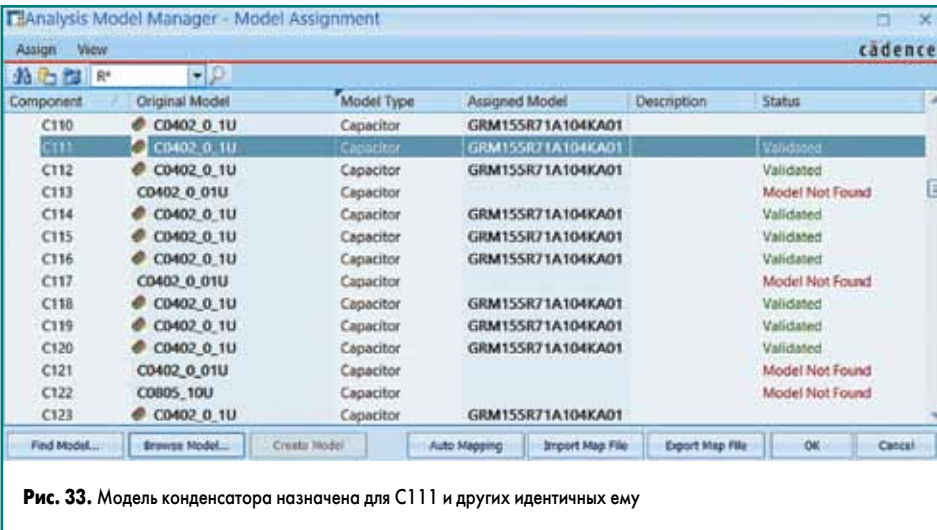 Analysis Model Manager - Model Assignment
Assign View cādence
R*
Component Original Model Model Type Assigned Model Description Status
C110 C0402_0_1U Capacitor GRM155R71A104KA01
C111 C0402_0_1U Capacitor GRM155R71A104KA01 Validated
C112 C0402_0_1U Capacitor GRM155R71A104KA01 Validated
C113 C0402_0_01U Capacitor Model Not Found
C114 C0402_0_1U Capacitor GRM155R71A104KA01 Validated
C115 C0402_0_1U Capacitor GRM155R71A104KA01 Validated
C116 C0402_0_1U Capacitor GRM155R71A104KA01 Validated
C117 C0402_0_01U Capacitor Model Not Found
C118 C0402_0_1U Capacitor GRM155R71A104KA01 Validated
C119 C0402_0_1U Capacitor GRM155R71A104KA01 Validated
C120 C0402_0_1U Capacitor GRM155R71A104KA01 Validated
C121 C0402_0_01U Capacitor Model Not Found
C122 C0805_10U Capacitor Model Not Found
C123 C0402_0_1U Capacitor GRM155R71A104KA01
Find Model... Browse Model... Create Model Auto Mapping Import Map File Export Map File OK Cancel
Рис. 33. Модель конденсатора назначена для C111 и других идентичных ему